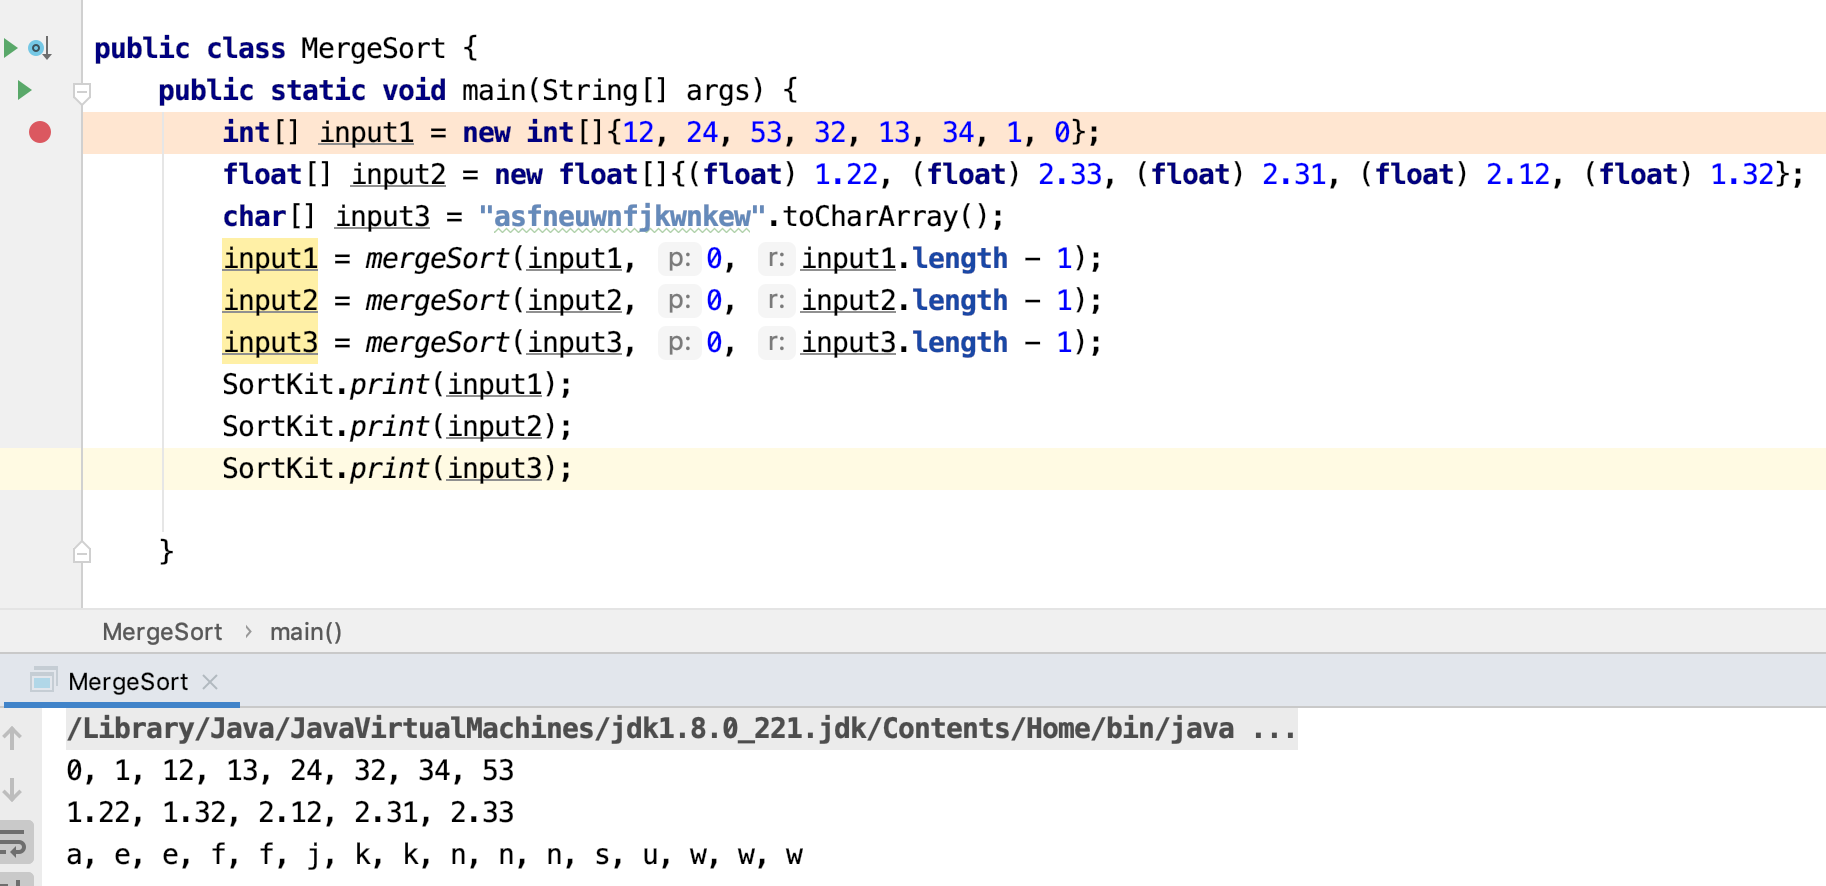 public class MergeSort {
    public static void main(String[] args) {
        int[] input1 = new int[]{12, 24, 53, 32, 13, 34, 1, 0};
        float[] input2 = new float[]{(float) 1.22, (float) 2.33, (float) 2.31, (float) 2.12, (float) 1.32};
        char[] input3 = "asfneuwnfjkwnkew".toCharArray();
        input1 = mergeSort(input1, p: 0, r: input1.length - 1);
        input2 = mergeSort(input2, p: 0, r: input2.length - 1);
        input3 = mergeSort(input3, p: 0, r: input3.length - 1);
        SortKit.print(input1);
        SortKit.print(input2);
        SortKit.print(input3);
    }
MergeSort › main()
MergeSort ×
/Library/Java/JavaVirtualMachines/jdk1.8.0_221.jdk/Contents/Home/bin/java ...
0, 1, 12, 13, 24, 32, 34, 53
1.22, 1.32, 2.12, 2.31, 2.33
a, e, e, f, f, j, k, k, n, n, n, s, u, w, w, w